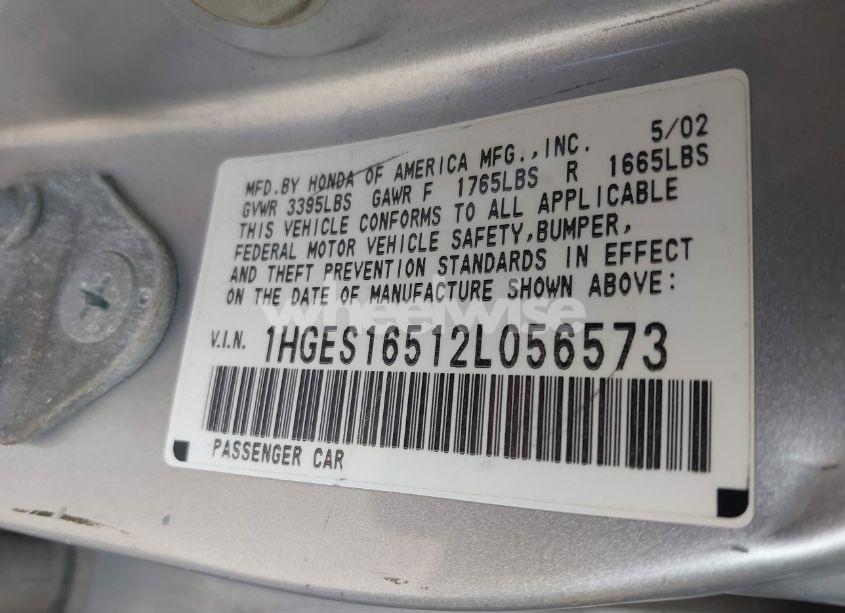 MFD.BY HONDA OF AMERICA MFG.,INC. 5/02
GVWR 3395LBS GAWR F 1765LBS R 1665LBS
THIS VEHICLE CONFORMS TO ALL APPLICABLE
FEDERAL MOTOR VEHICLE SAFETY,BUMPER,
AND THEFT PREVENTION STANDARDS IN EFFECT
ON THE DATE OF MANUFACTURE SHOWN ABOVE:
wheelwise
V.I.N. 1HGES16512L056573
PASSENGER CAR